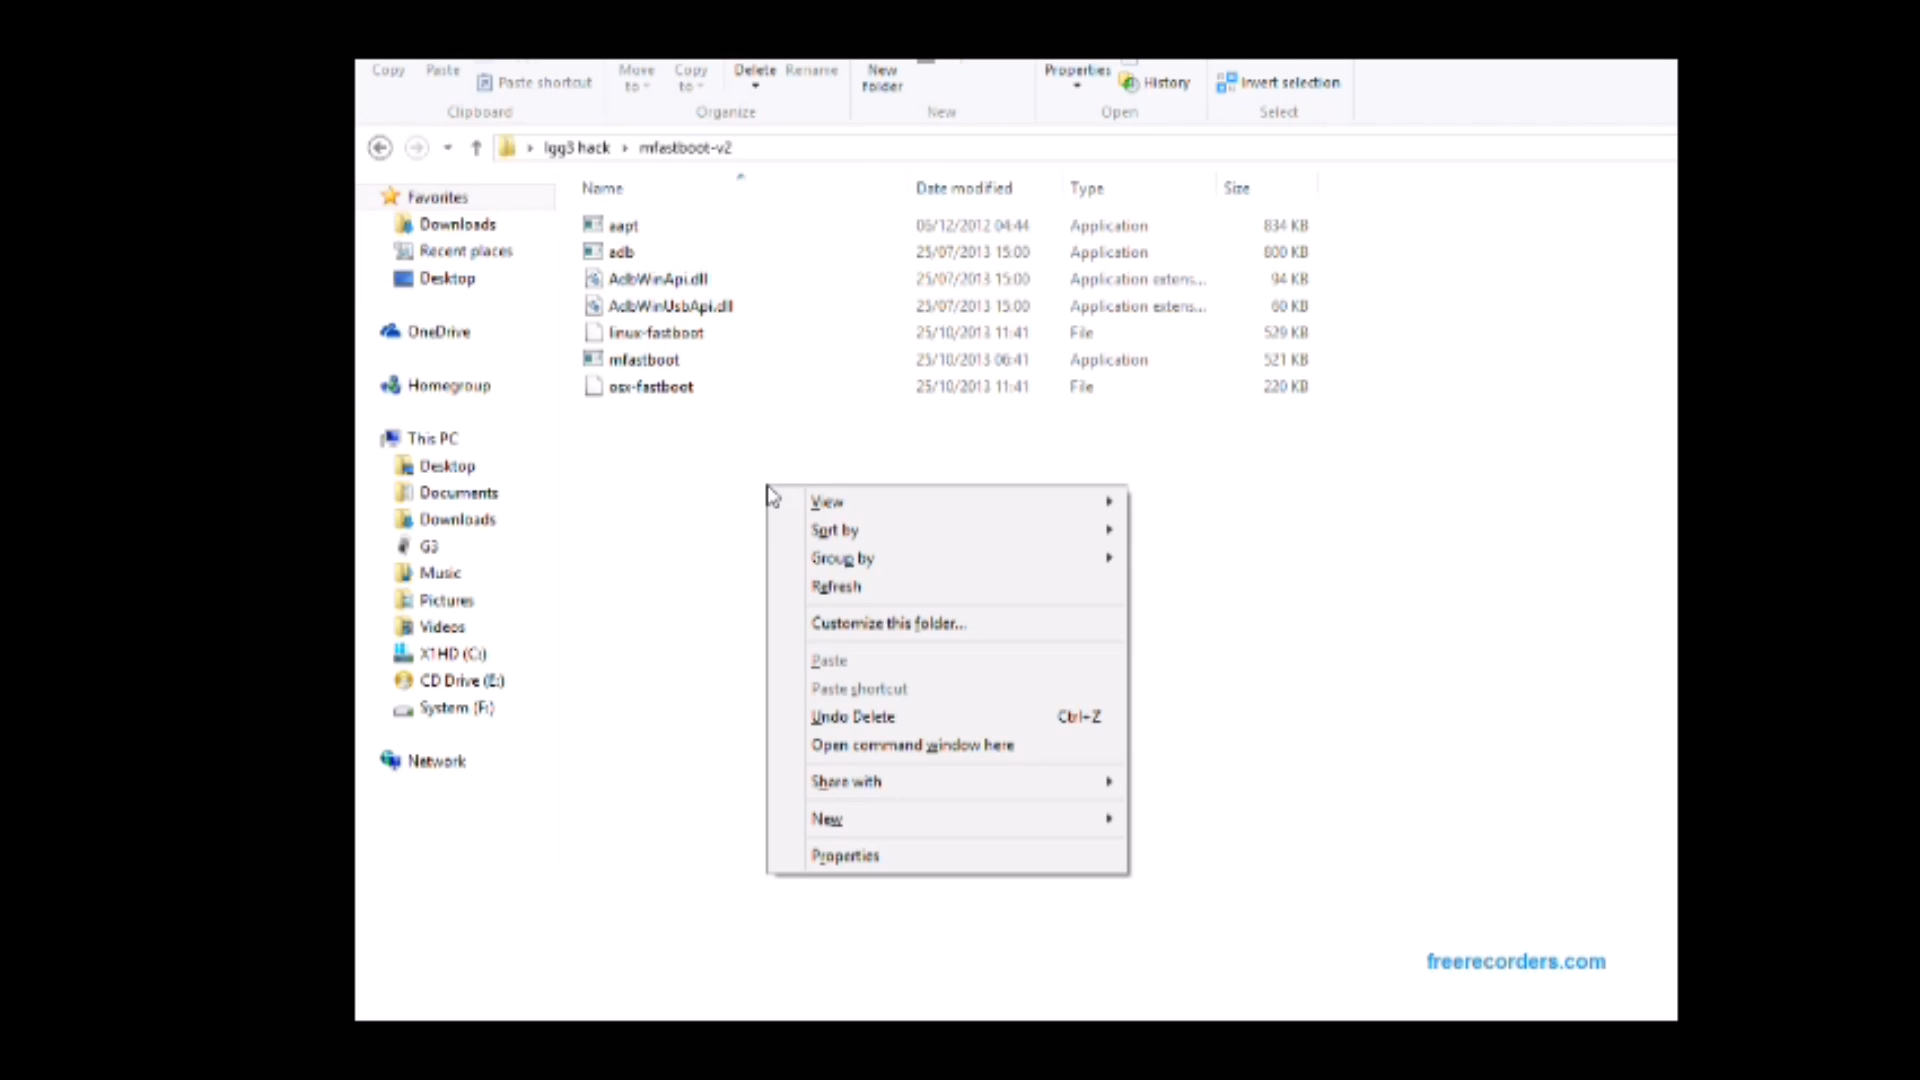 Copy Paste Paste shortcut Move to Copy to Delete Rename New folder Properties History Invert selection
Clipboard Organize New Open Select
lgg3 hack mfastboot-v2
Name Date modified Type Size
Favorites
Downloads
Recent places
Desktop
OneDrive
Homegroup
This PC
Desktop
Documents
Downloads
G3
Music
Pictures
Videos
X1HD (C:)
CD Drive (E:)
System (F:)
Network
aapt 06/12/2012 04:44 Application 834 KB
adb 25/07/2013 15:00 Application 800 KB
AdbWinApi.dll 25/07/2013 15:00 Application extens... 94 KB
AdbWinUsbApi.dll 25/07/2013 15:00 Application extens... 60 KB
linux-fastboot 25/10/2013 11:41 File 529 KB
mfastboot 25/10/2013 06:41 Application 521 KB
osx-fastboot 25/10/2013 11:41 File 220 KB
View
Sort by
Group by
Refresh
Customize this folder...
Paste
Paste shortcut
Undo Delete Ctrl+Z
Open command window here
Share with
New
Properties
freerecorders.com